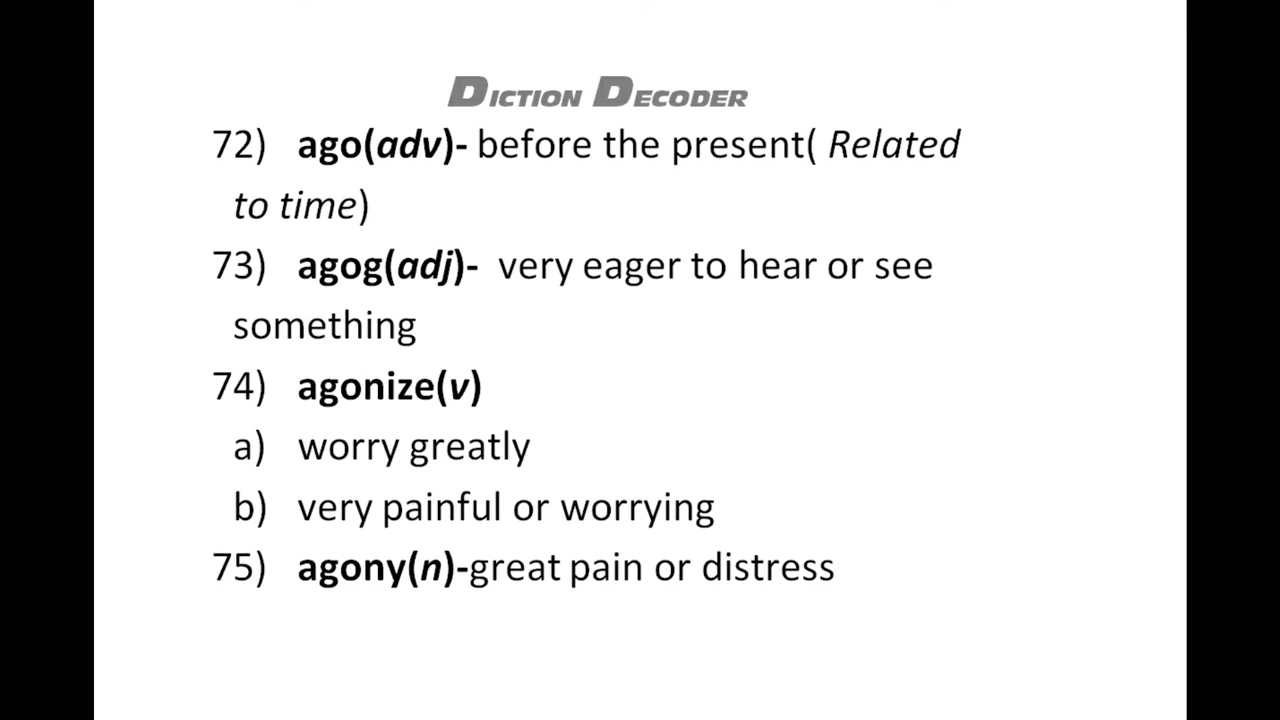 DICTION DECODER
72) ago(adv)- before the present( Related
to time)
73) agog(adj)- very eager to hear or see
something
74) agonize(v)
a) worry greatly
b) very painful or worrying
75) agony(n)-great pain or distress